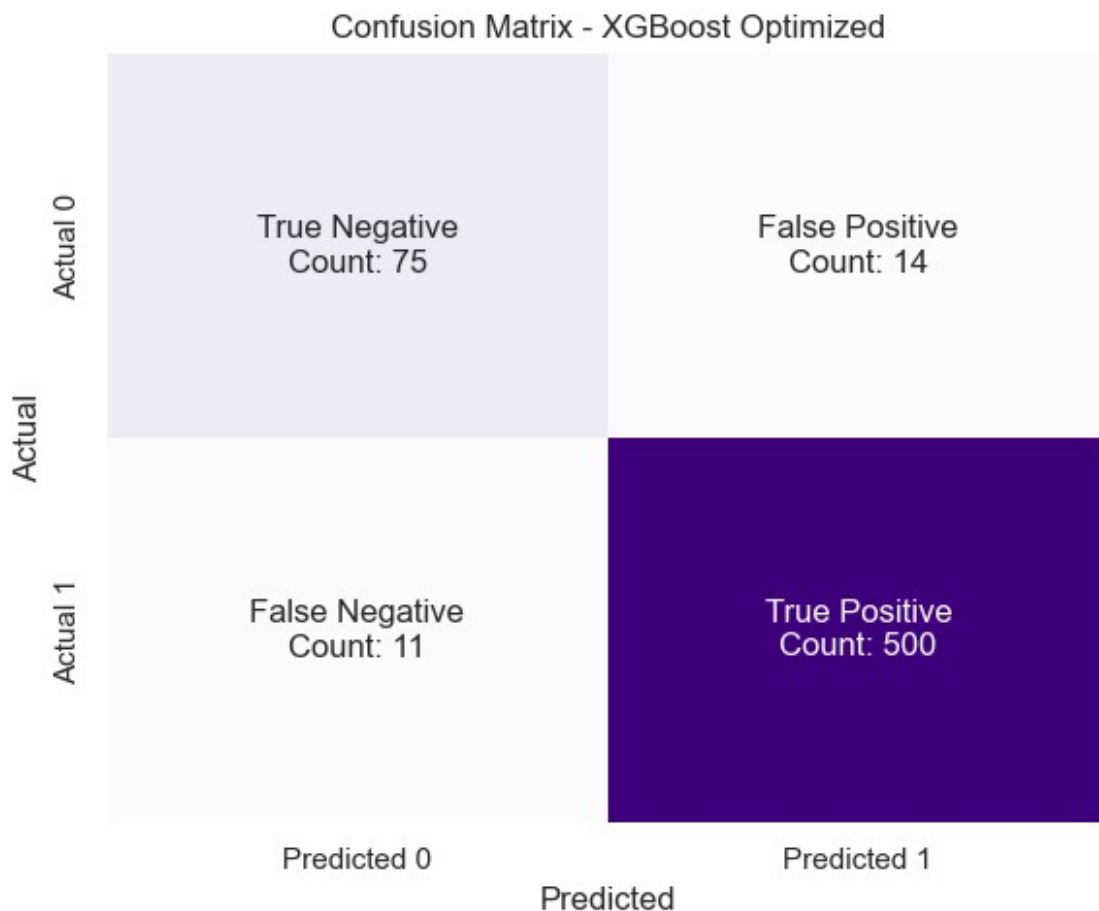 Confusion Matrix - XGBoost Optimized
Actual
Actual 0
True Negative
Count: 75
False Positive
Count: 14
Actual 1
False Negative
Count: 11
True Positive
Count: 500
Predicted 0
Predicted 1
Predicted